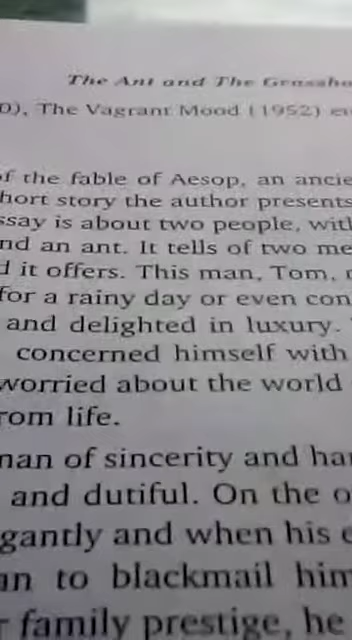 The Ant and The Grassho
0), The Vagrant Mood (1952) e
of the fable of Aesop, an ancie
hort story the author presents
ssay is about two people, wit
nd an ant. It tells of two me
d it offers. This man, Tom,
for a rainy day or even con
and delighted in luxury.
concerned himself with
worried about the world
rom life.
man of sincerity and ha
and dutiful. On the o
gantly and when his
an to blackmail him
r family prestige, he